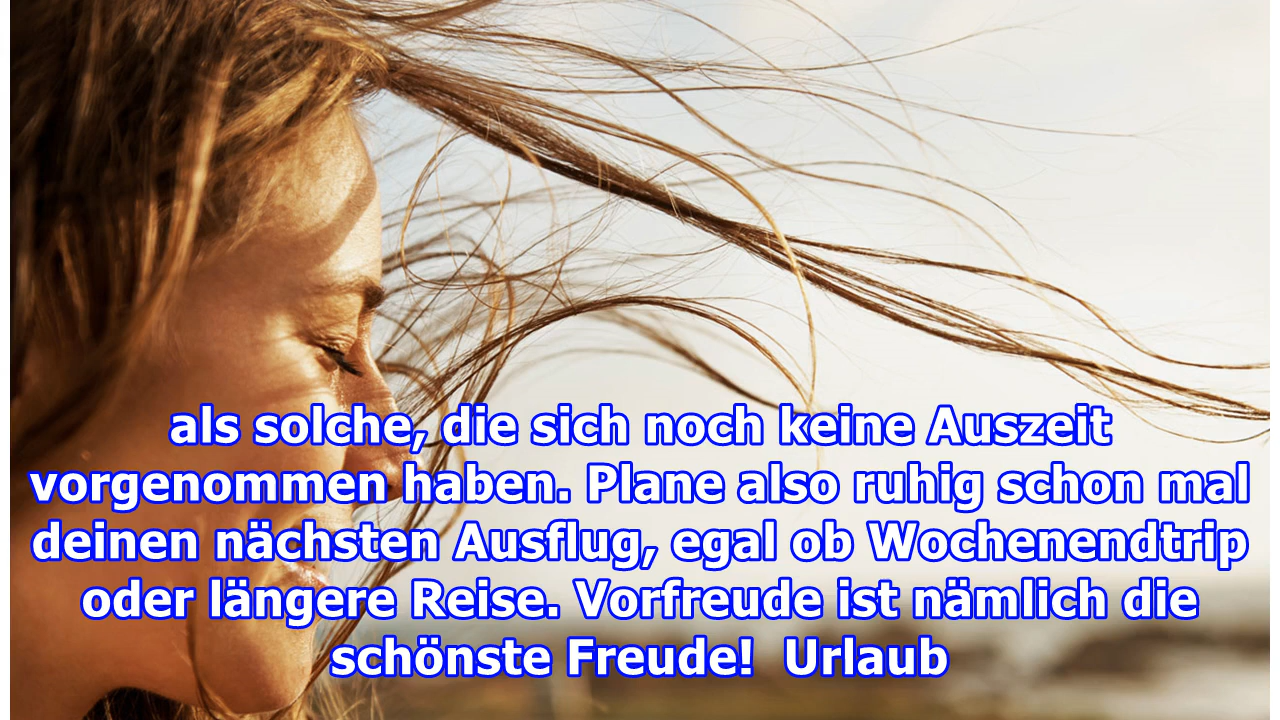 als solche, die sich noch keine Auszeit
vorgenommen haben. Plane also ruhig schon mal
deinen nächsten Ausflug, egal ob Wochenendtrip
oder längere Reise. Vorfreude ist nämlich die
schönste Freude!  Urlaub